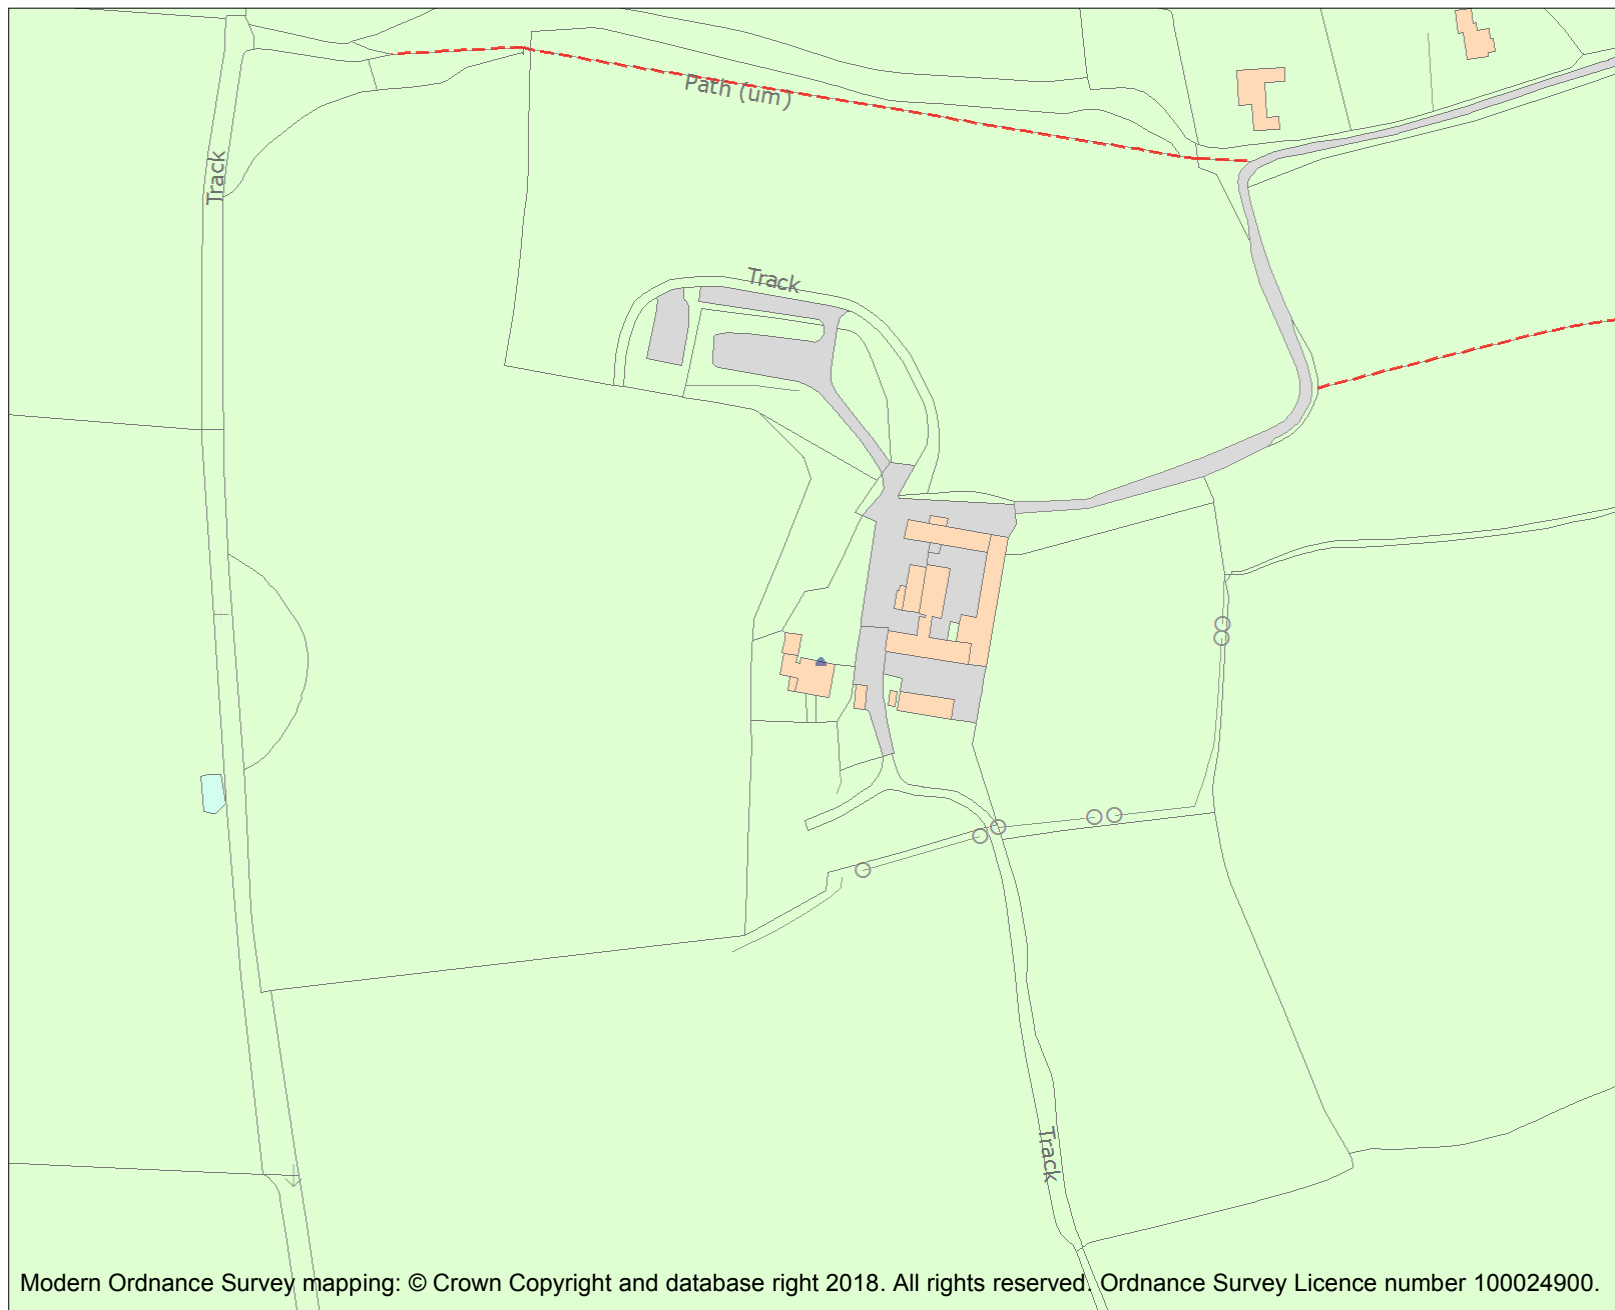 Path (um)
Track
Track
Track
Modern Ordnance Survey mapping: © Crown Copyright and database right 2018. All rights reserved. Ordnance Survey Licence number 100024900.